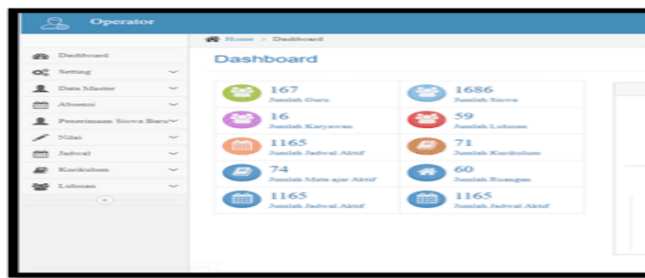 Operator
Home > Dashboard
Dashboard
Setting
Data Master
Absensi
Penerimaan Siswa Baru
Nilai
Jadwal
Kurikulum
Lulusan
Dashboard
167
Jumlah Guru
1686
Jumlah Siswa
16
Jumlah Karyawan
59
Jumlah Lulusan
1165
Jumlah Jadwal Aktif
71
Jumlah Kurikulum
74
Jumlah Mata ajar Aktif
60
Jumlah Ruangan
1165
Jumlah Jadwal Aktif
1165
Jumlah Jadwal Aktif